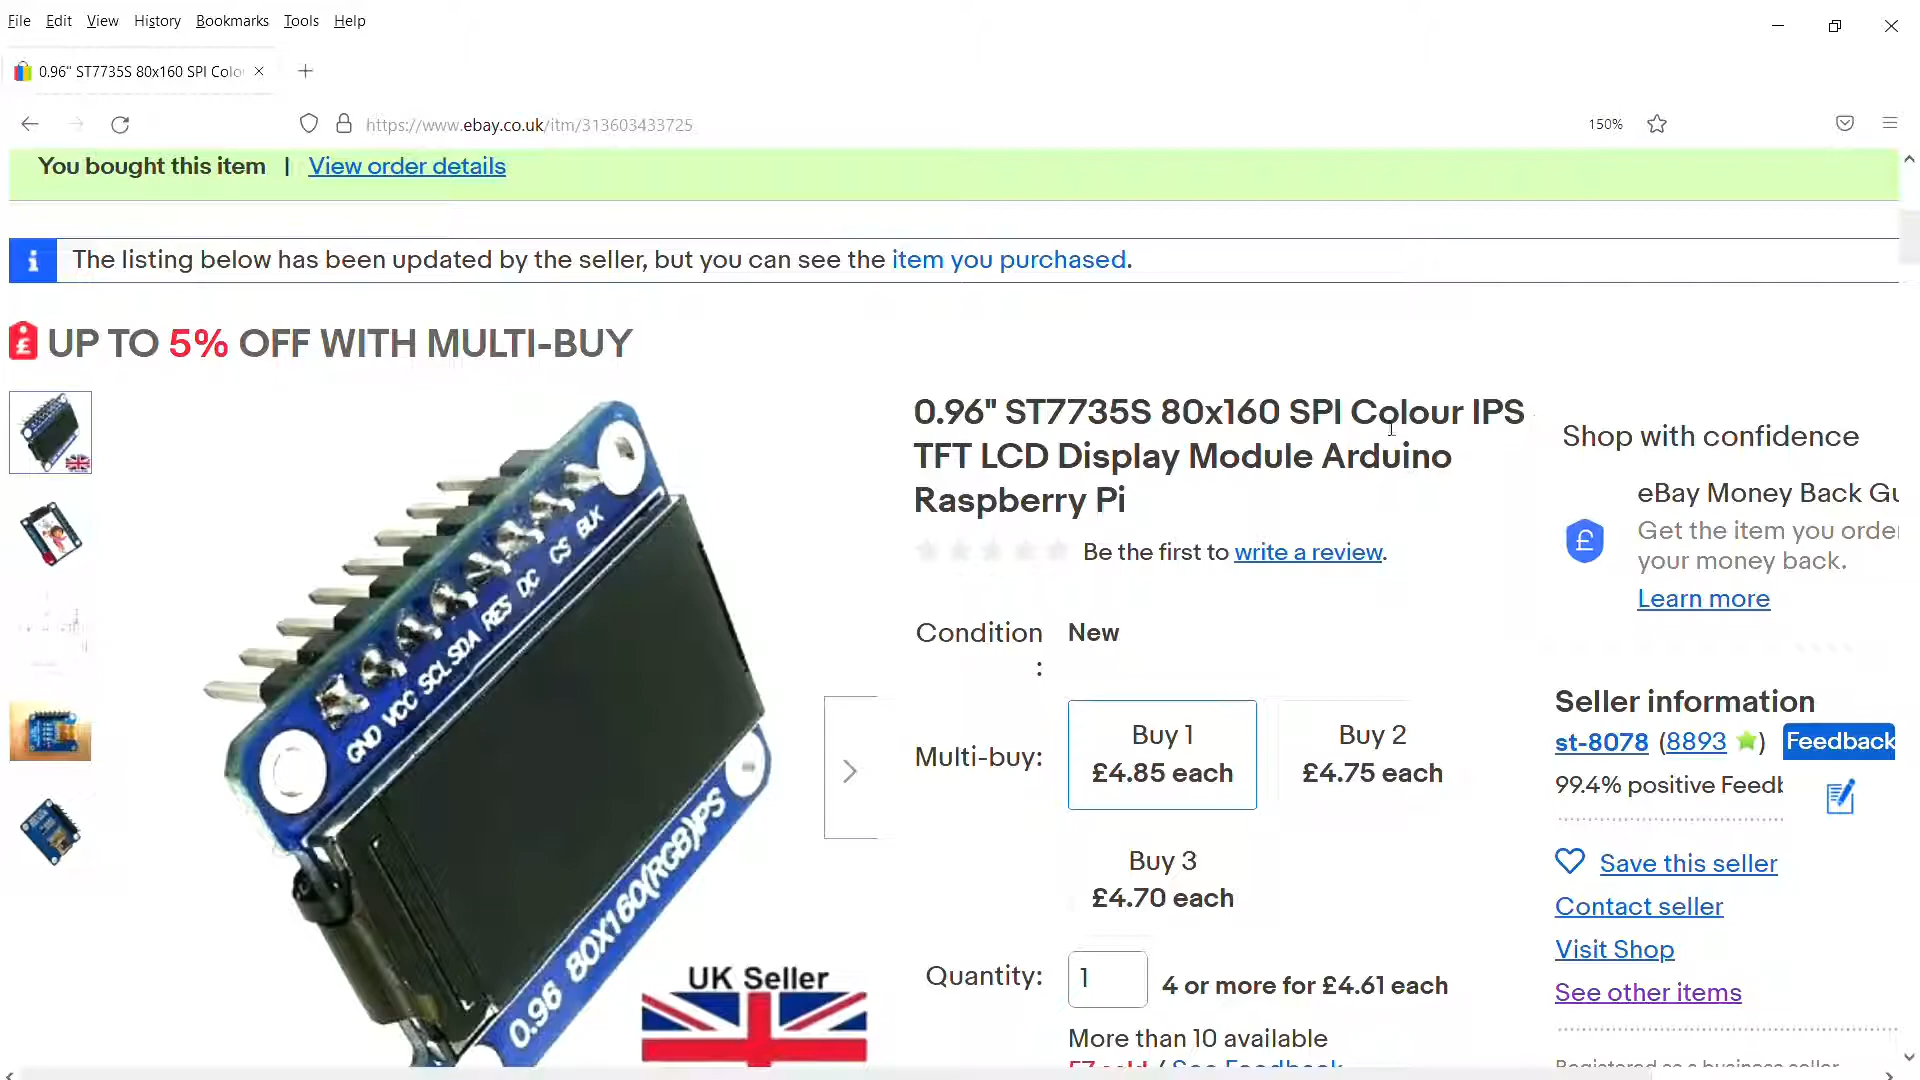 File Edit View History Bookmarks Tools Help
0.96" ST7735S 80x160 SPI Colo
https://www.ebay.co.uk/itm/313603433725
150%
You bought this item | View order details
The listing below has been updated by the seller, but you can see the item you purchased.
UP TO 5% OFF WITH MULTI-BUY
GND VCC SCL SDA RES DC CS BLK
0.96 80X160(RGB)IPS
UK Seller
0.96" ST7735S 80x160 SPI Colour IPS
TFT LCD Display Module Arduino
Raspberry Pi
Be the first to write a review.
Condition
:
New
Multi-buy:
Buy 1
£4.85 each
Buy 2
£4.75 each
Buy 3
£4.70 each
Quantity:
1
4 or more for £4.61 each
More than 10 available
Shop with confidence
eBay Money Back Gu
Get the item you order
your money back.
Learn more
Seller information
st-8078 (8893)
Feedback
99.4% positive Feedb
Save this seller
Contact seller
Visit Shop
See other items